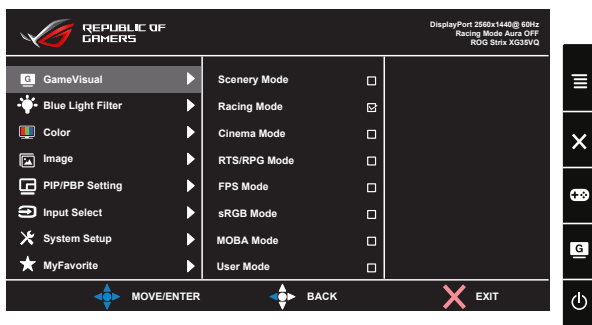 REPUBLIC OF
GAMERS
DisplayPort 2560x1440@ 60Hz
Racing Mode Aura OFF
ROG Strix XG35VQ
G GameVisual
Blue Light Filter
Color
Image
PIP/PBP Setting
Input Select
System Setup
MyFavorite
Scenery Mode
Racing Mode
Cinema Mode
RTS/RPG Mode
FPS Mode
sRGB Mode
MOBA Mode
User Mode
MOVE/ENTER
BACK
EXIT
G